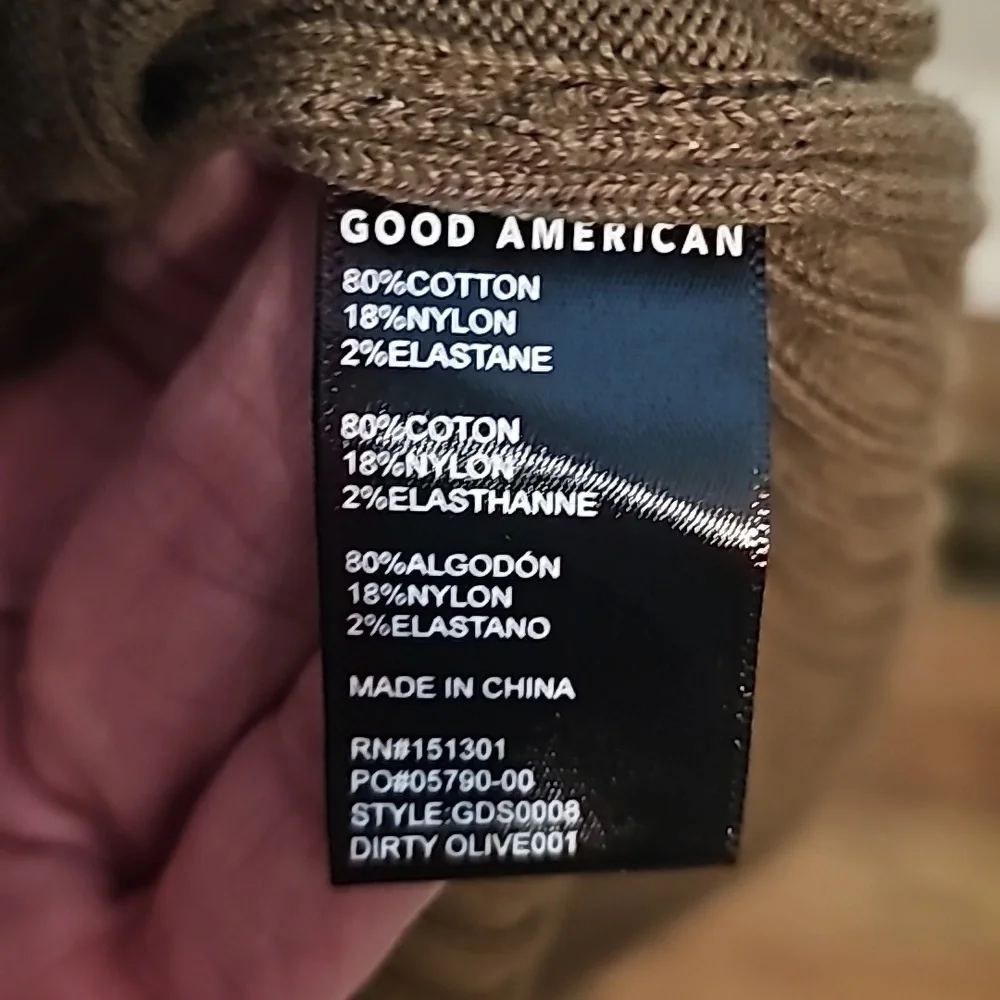 GOOD AMERICAN
80%COTTON
18%NYLON
2%ELASTANE
80%COTON
18%NYLON
2%ELASTHANNE
80%ALGODÓN
18%NYLON
2%ELASTANO
MADE IN CHINA
RN#151301
PO#05790-00
STYLE:GDS0008
DIRTY OLIVE001